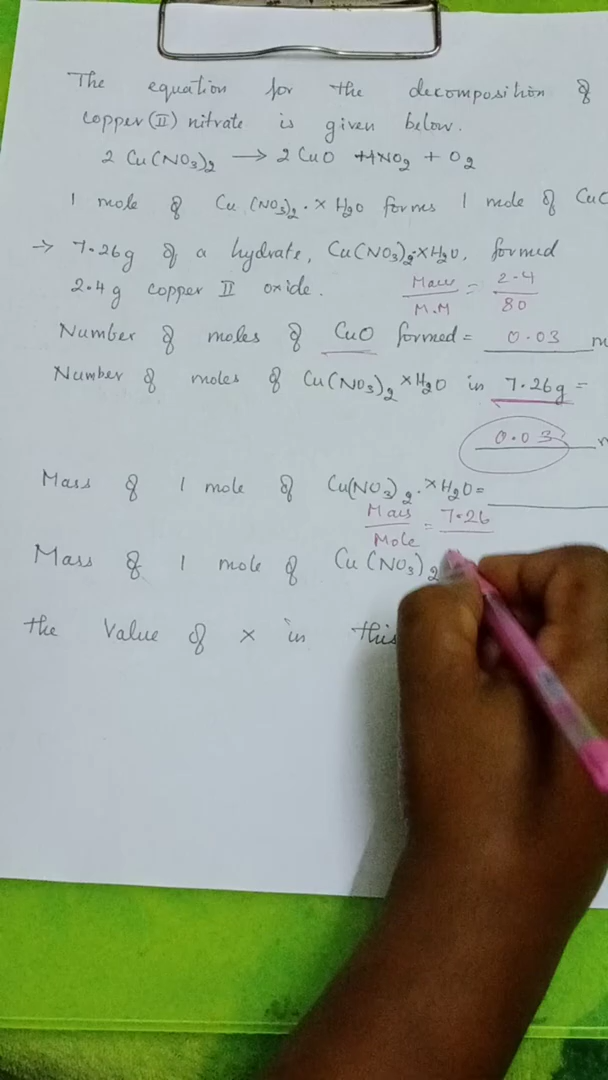 The equation for the decomposition of
copper (II) nitrate is given below.
2 Cu(NO3)2 → 2 CuO + 4NO2 + O2
1 mole of Cu (NO3)2 . x H2O forms 1 mole of
→ 7.26g of a hydrate, Cu(NO3)2.xH2O, formed
2.4g copper II oxide.
Mass / M.M = 2.4 / 80
Number of moles of CuO formed = 0.03
Number of moles of Cu(NO3)2 xH2O in 7.26g =
0.03
Mass of 1 mole of Cu(NO3)2 . xH2O =
Mass / Mole = 7.26
Mass of 1 mole of Cu (NO3)2
the Value of x in this